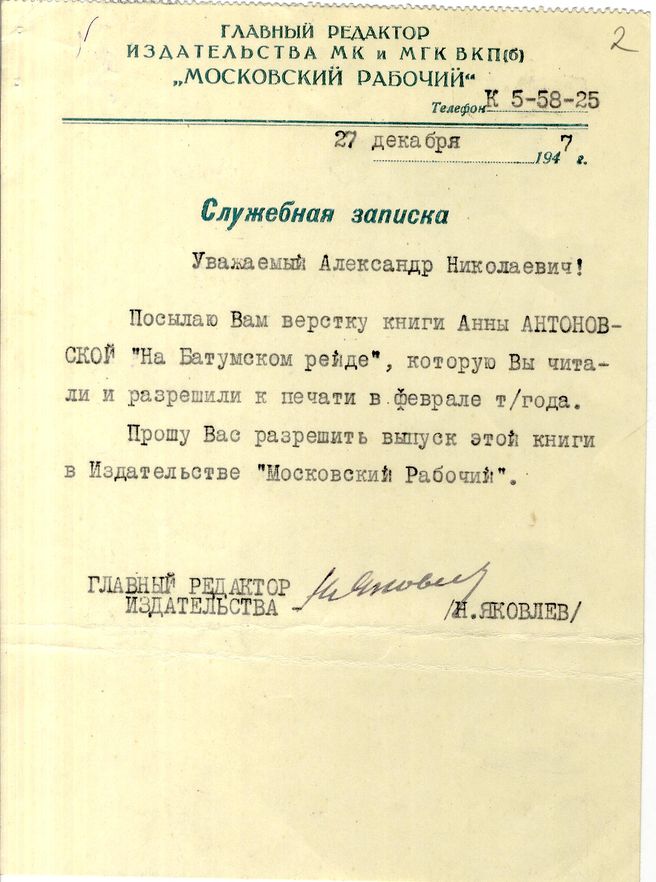 2
ГЛАВНЫЙ РЕДАКТОР
ИЗДАТЕЛЬСТВА МК и МГК ВКП(б)
„МОСКОВСКИЙ РАБОЧИЙ“
Телефон К 5-58-25
27 декабря 1947 г.
Служебная записка
Уважаемый Александр Николаевич!
Посылаю Вам верстку книги Анны АНТОНОВ-
СКОЙ "На Батумском рейде", которую Вы чита-
ли и разрешили к печати в феврале т/года.
Прошу Вас разрешить выпуск этой книги
в Издательстве "Московский Рабочий".
ГЛАВНЫЙ РЕДАКТОР
ИЗДАТЕЛЬСТВА - Н Яковлев /Н.ЯКОВЛЕВ/